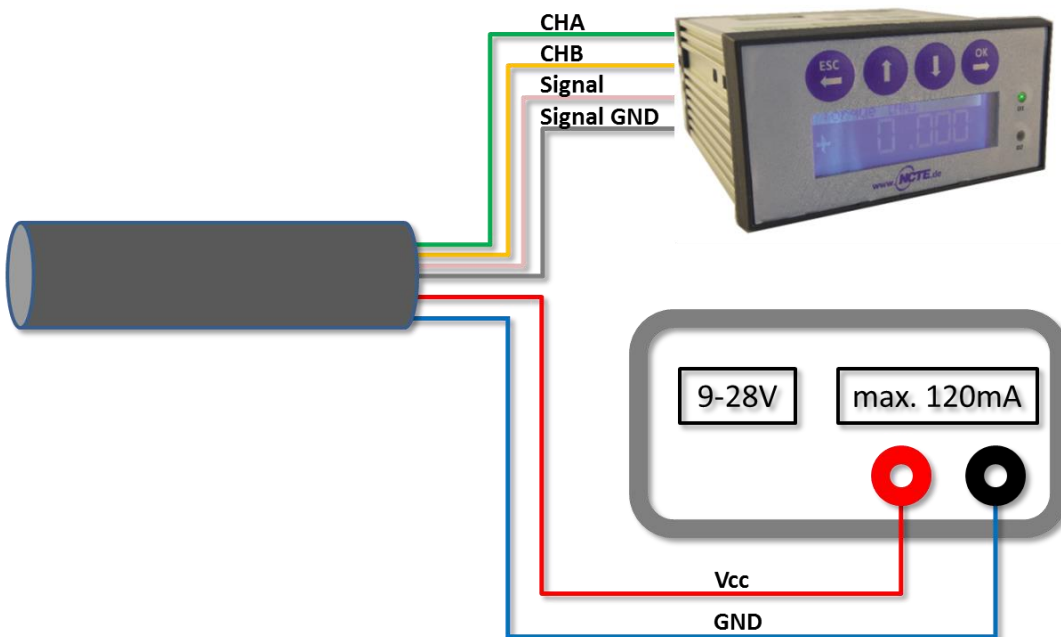 CHA
CHB
Signal
Signal GND
ESC
OK
0.000
www.NCTE.de
9-28V
max. 120mA
Vcc
GND